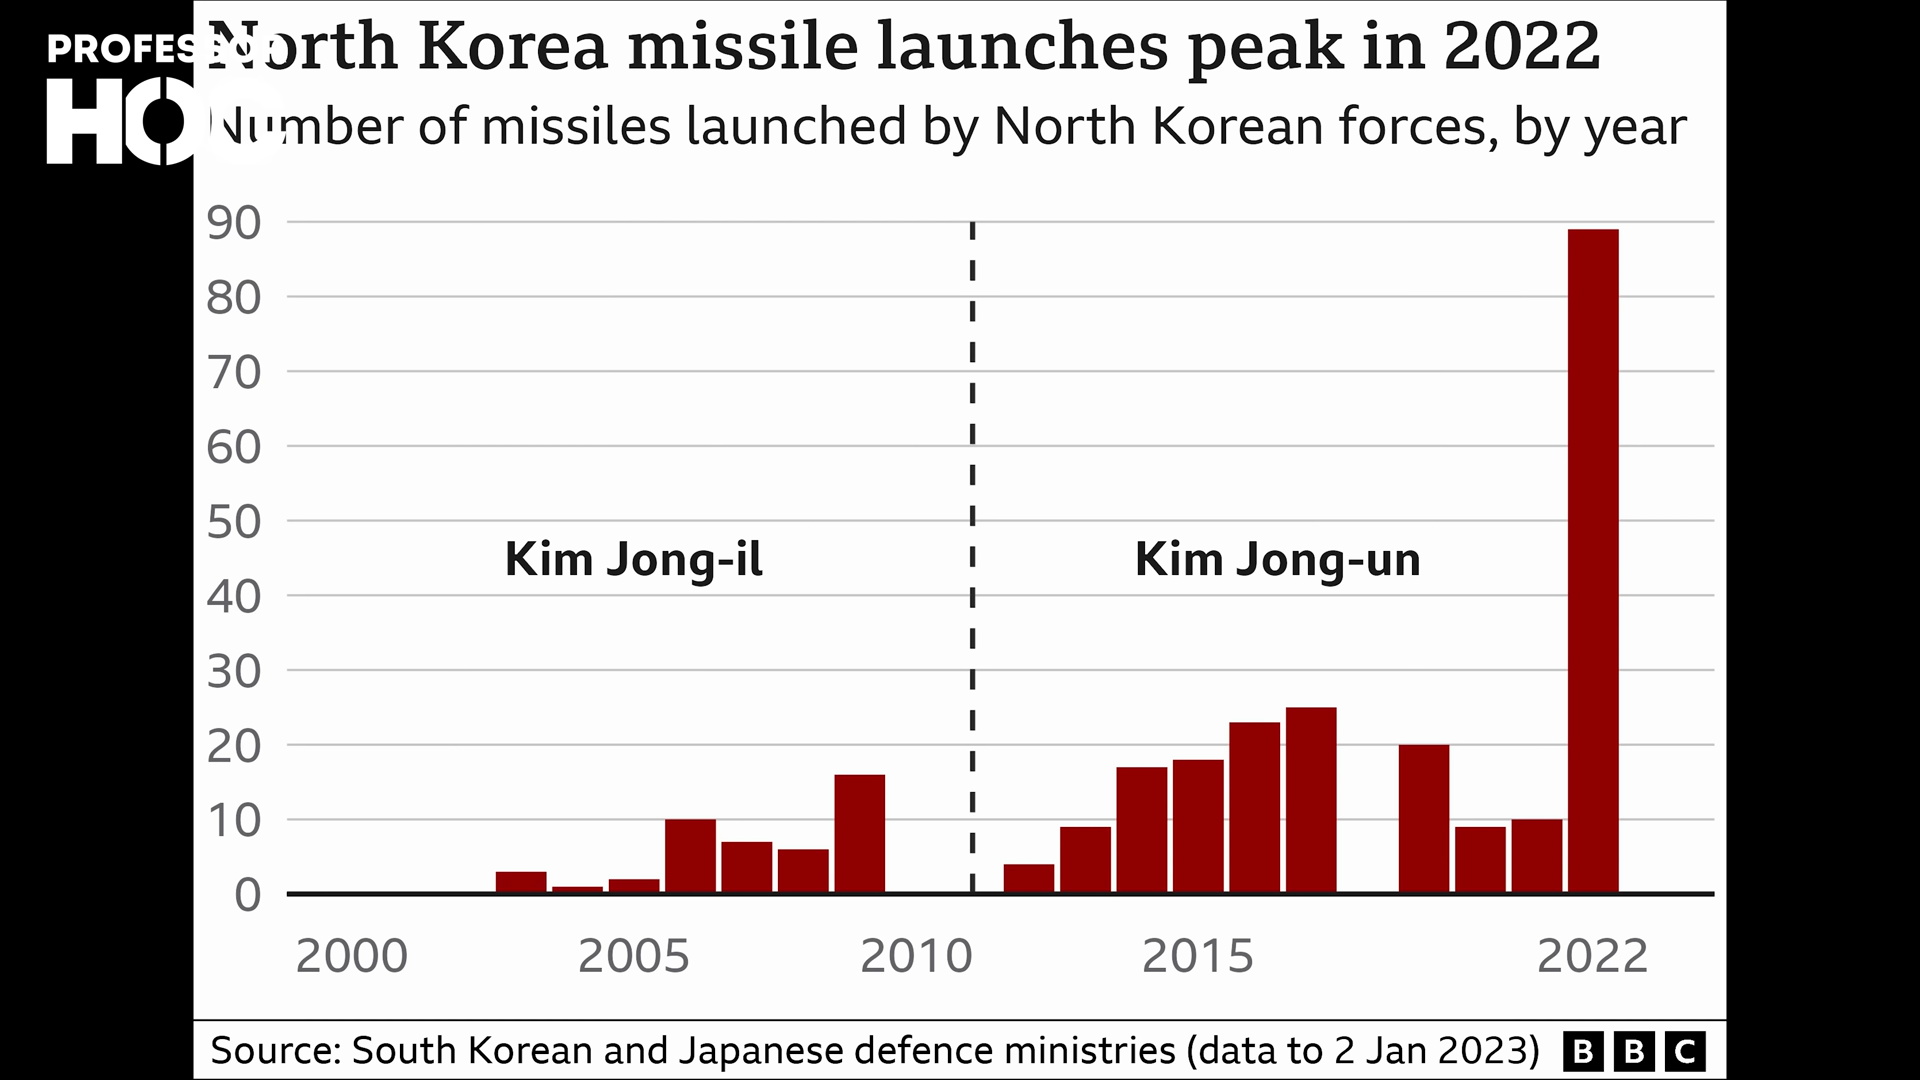 PROFESSOR
HOC
North Korea missile launches peak in 2022
Number of missiles launched by North Korean forces, by year
90
80
70
60
50
Kim Jong-il
Kim Jong-un
40
30
20
10
0
2000
2005
2010
2015
2022
Source: South Korean and Japanese defence ministries (data to 2 Jan 2023)
BBC